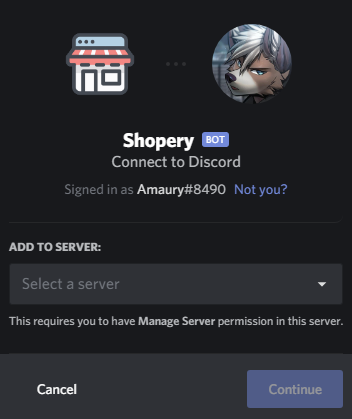 Shopery BOT
Connect to Discord
Signed in as Amaury#8490 Not you?
ADD TO SERVER:
Select a server
This requires you to have Manage Server permission in this server.
Cancel Continue